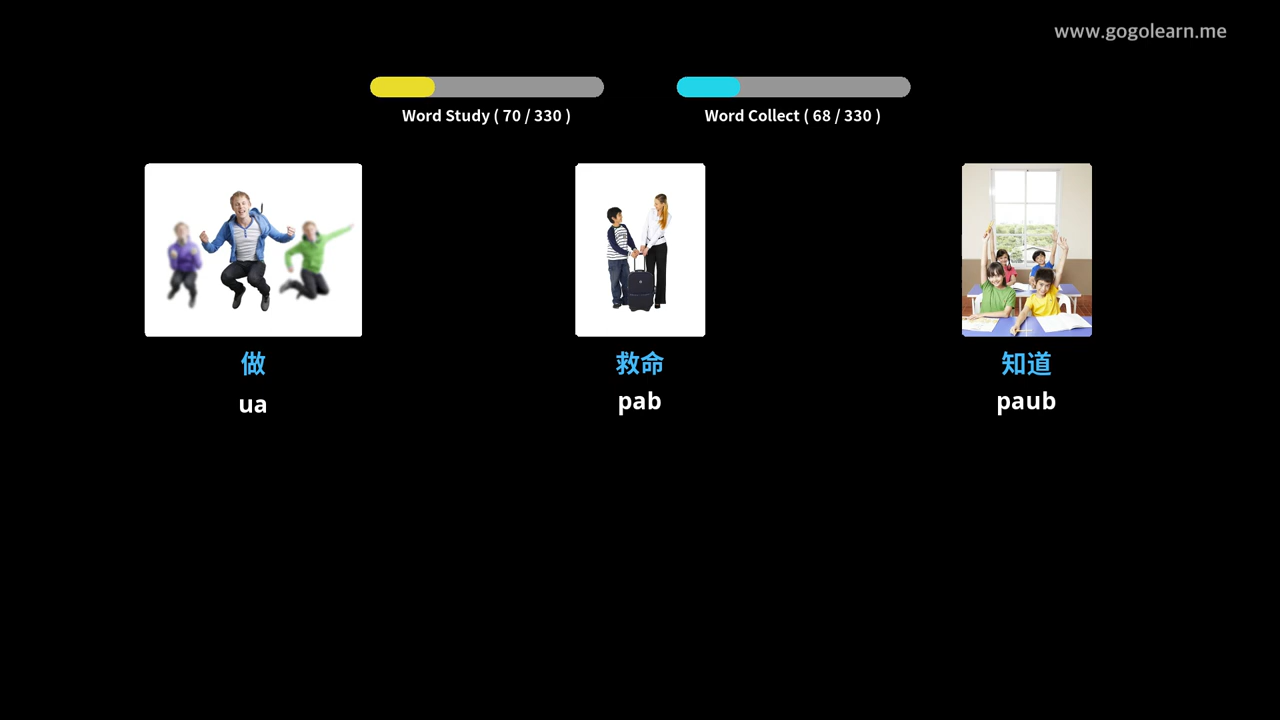 www.gogolearn.me
Word Study ( 70 / 330 )
Word Collect ( 68 / 330 )
做
救命
知道
ua
pab
paub